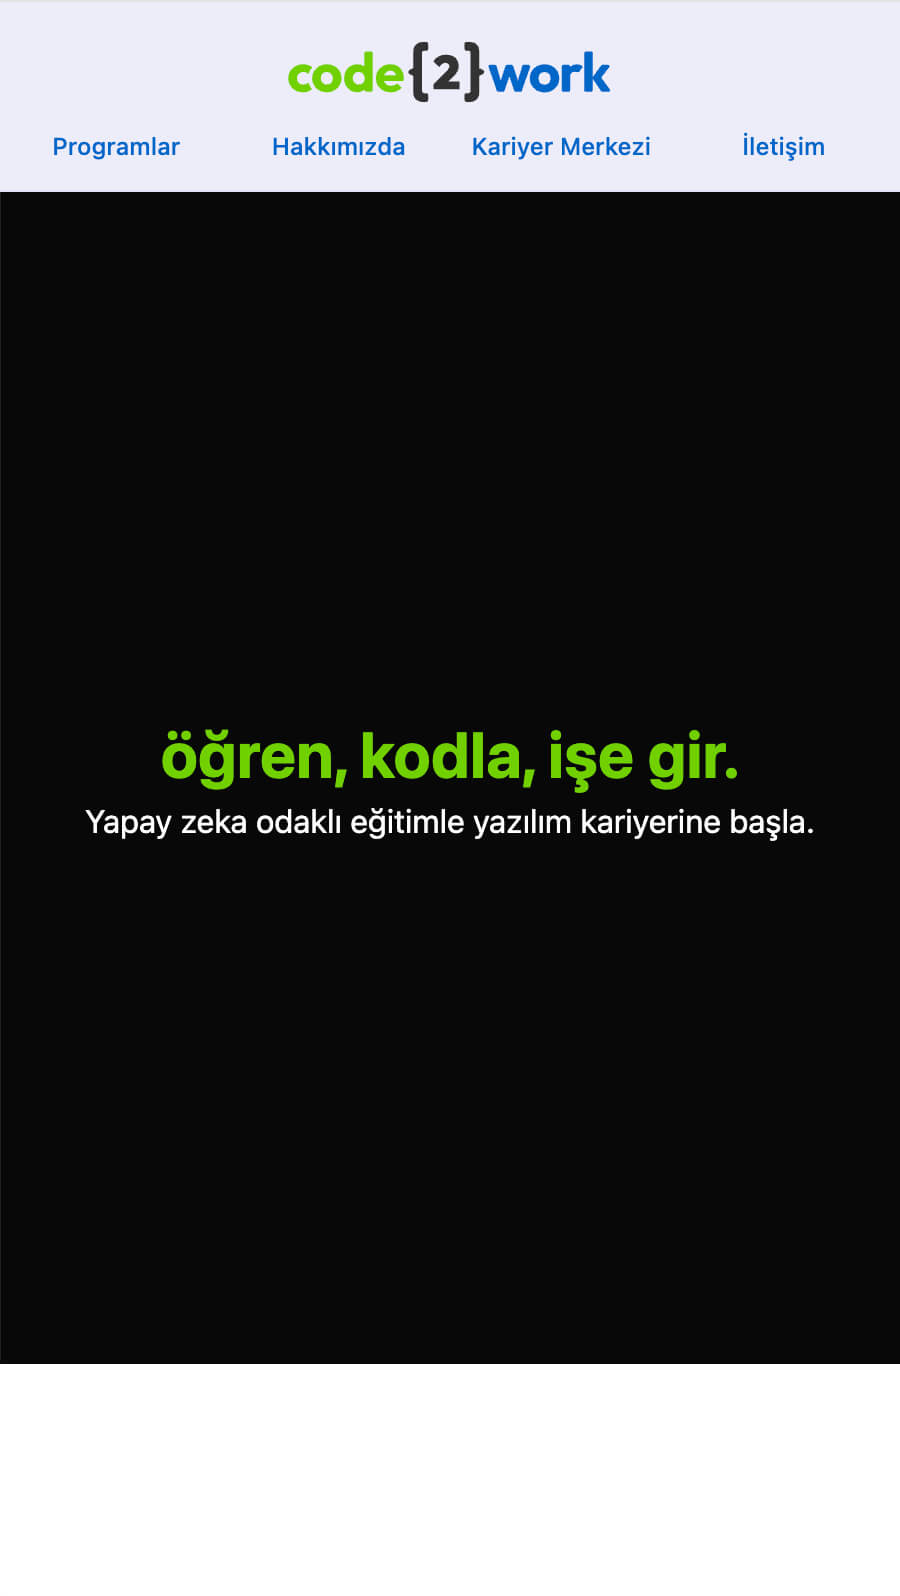 code{2}work
Programlar Hakkımızda Kariyer Merkezi İletişim
öğren, kodla, işe gir.
Yapay zeka odaklı eğitimle yazılım kariyerine başla.